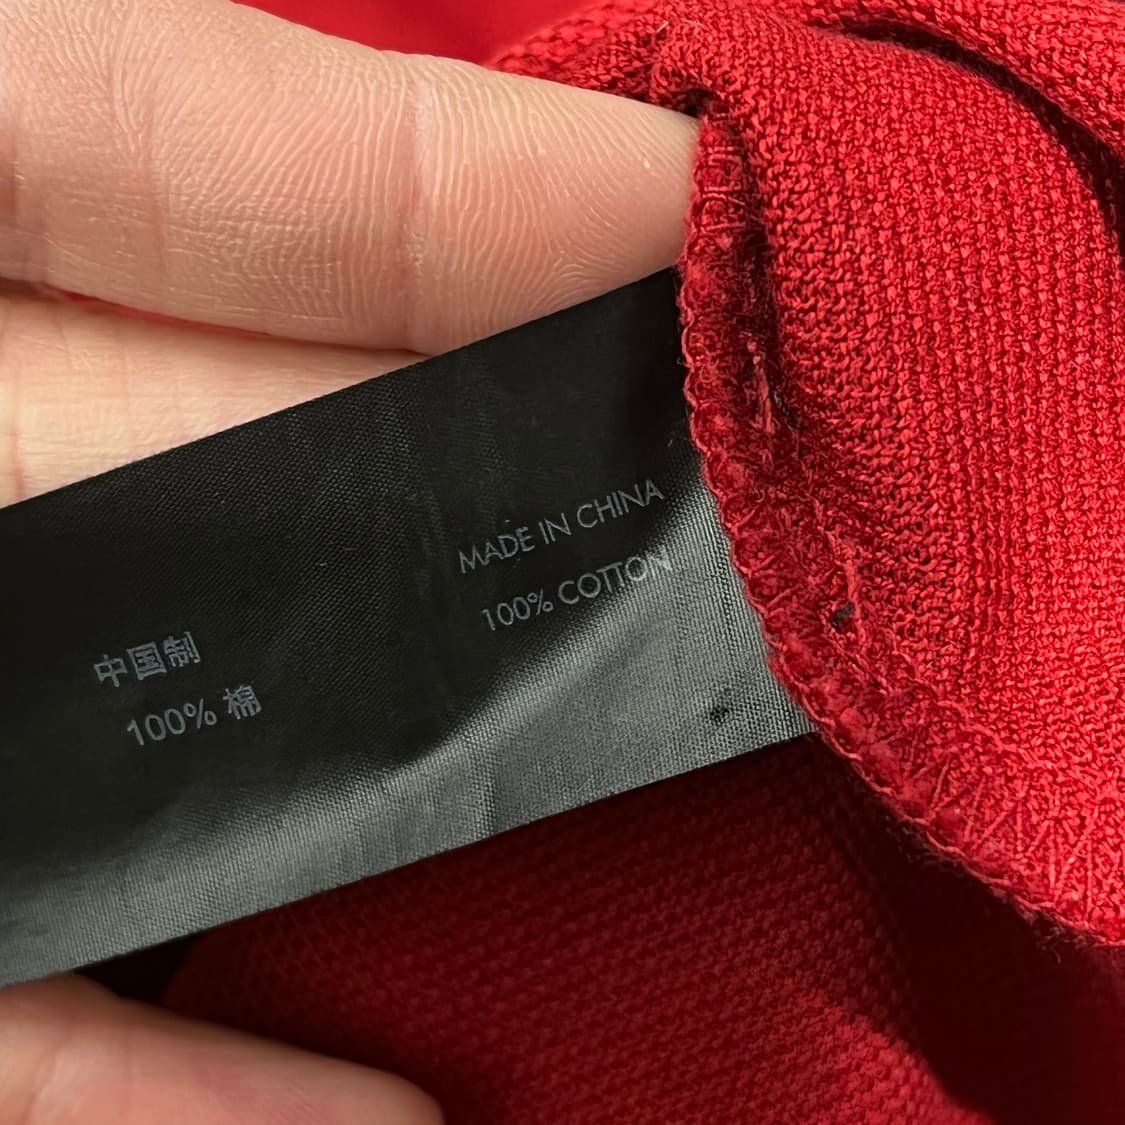 MADE IN CHINA
100% COTTON
中国制
100% 棉